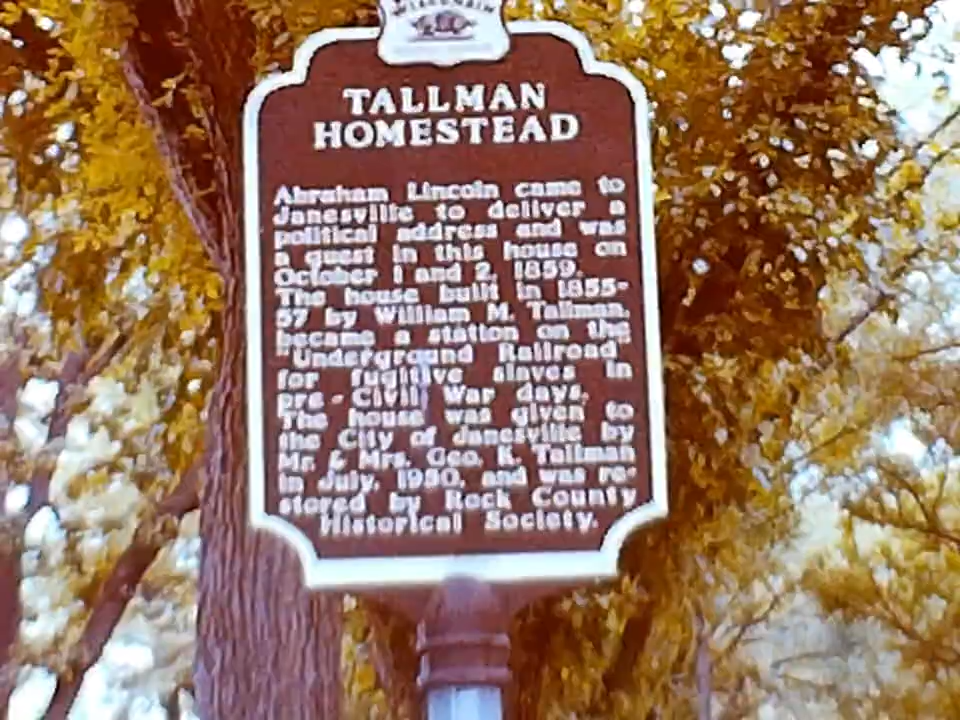 WISCONSIN
TALLMAN
HOMESTEAD
Abraham Lincoln came to
Janesville to deliver a
political address and was
a guest in this house on
October 1 and 2, 1859.
The house built in 1855-
57 by William M. Tallman,
became a station on the
"Underground Railroad"
for fugitive slaves in
pre-Civil War days.
The house was given to
the City of Janesville by
Mr. & Mrs. Geo. K. Tallman
in July, 1950, and was re-
stored by Rock County
Historical Society.